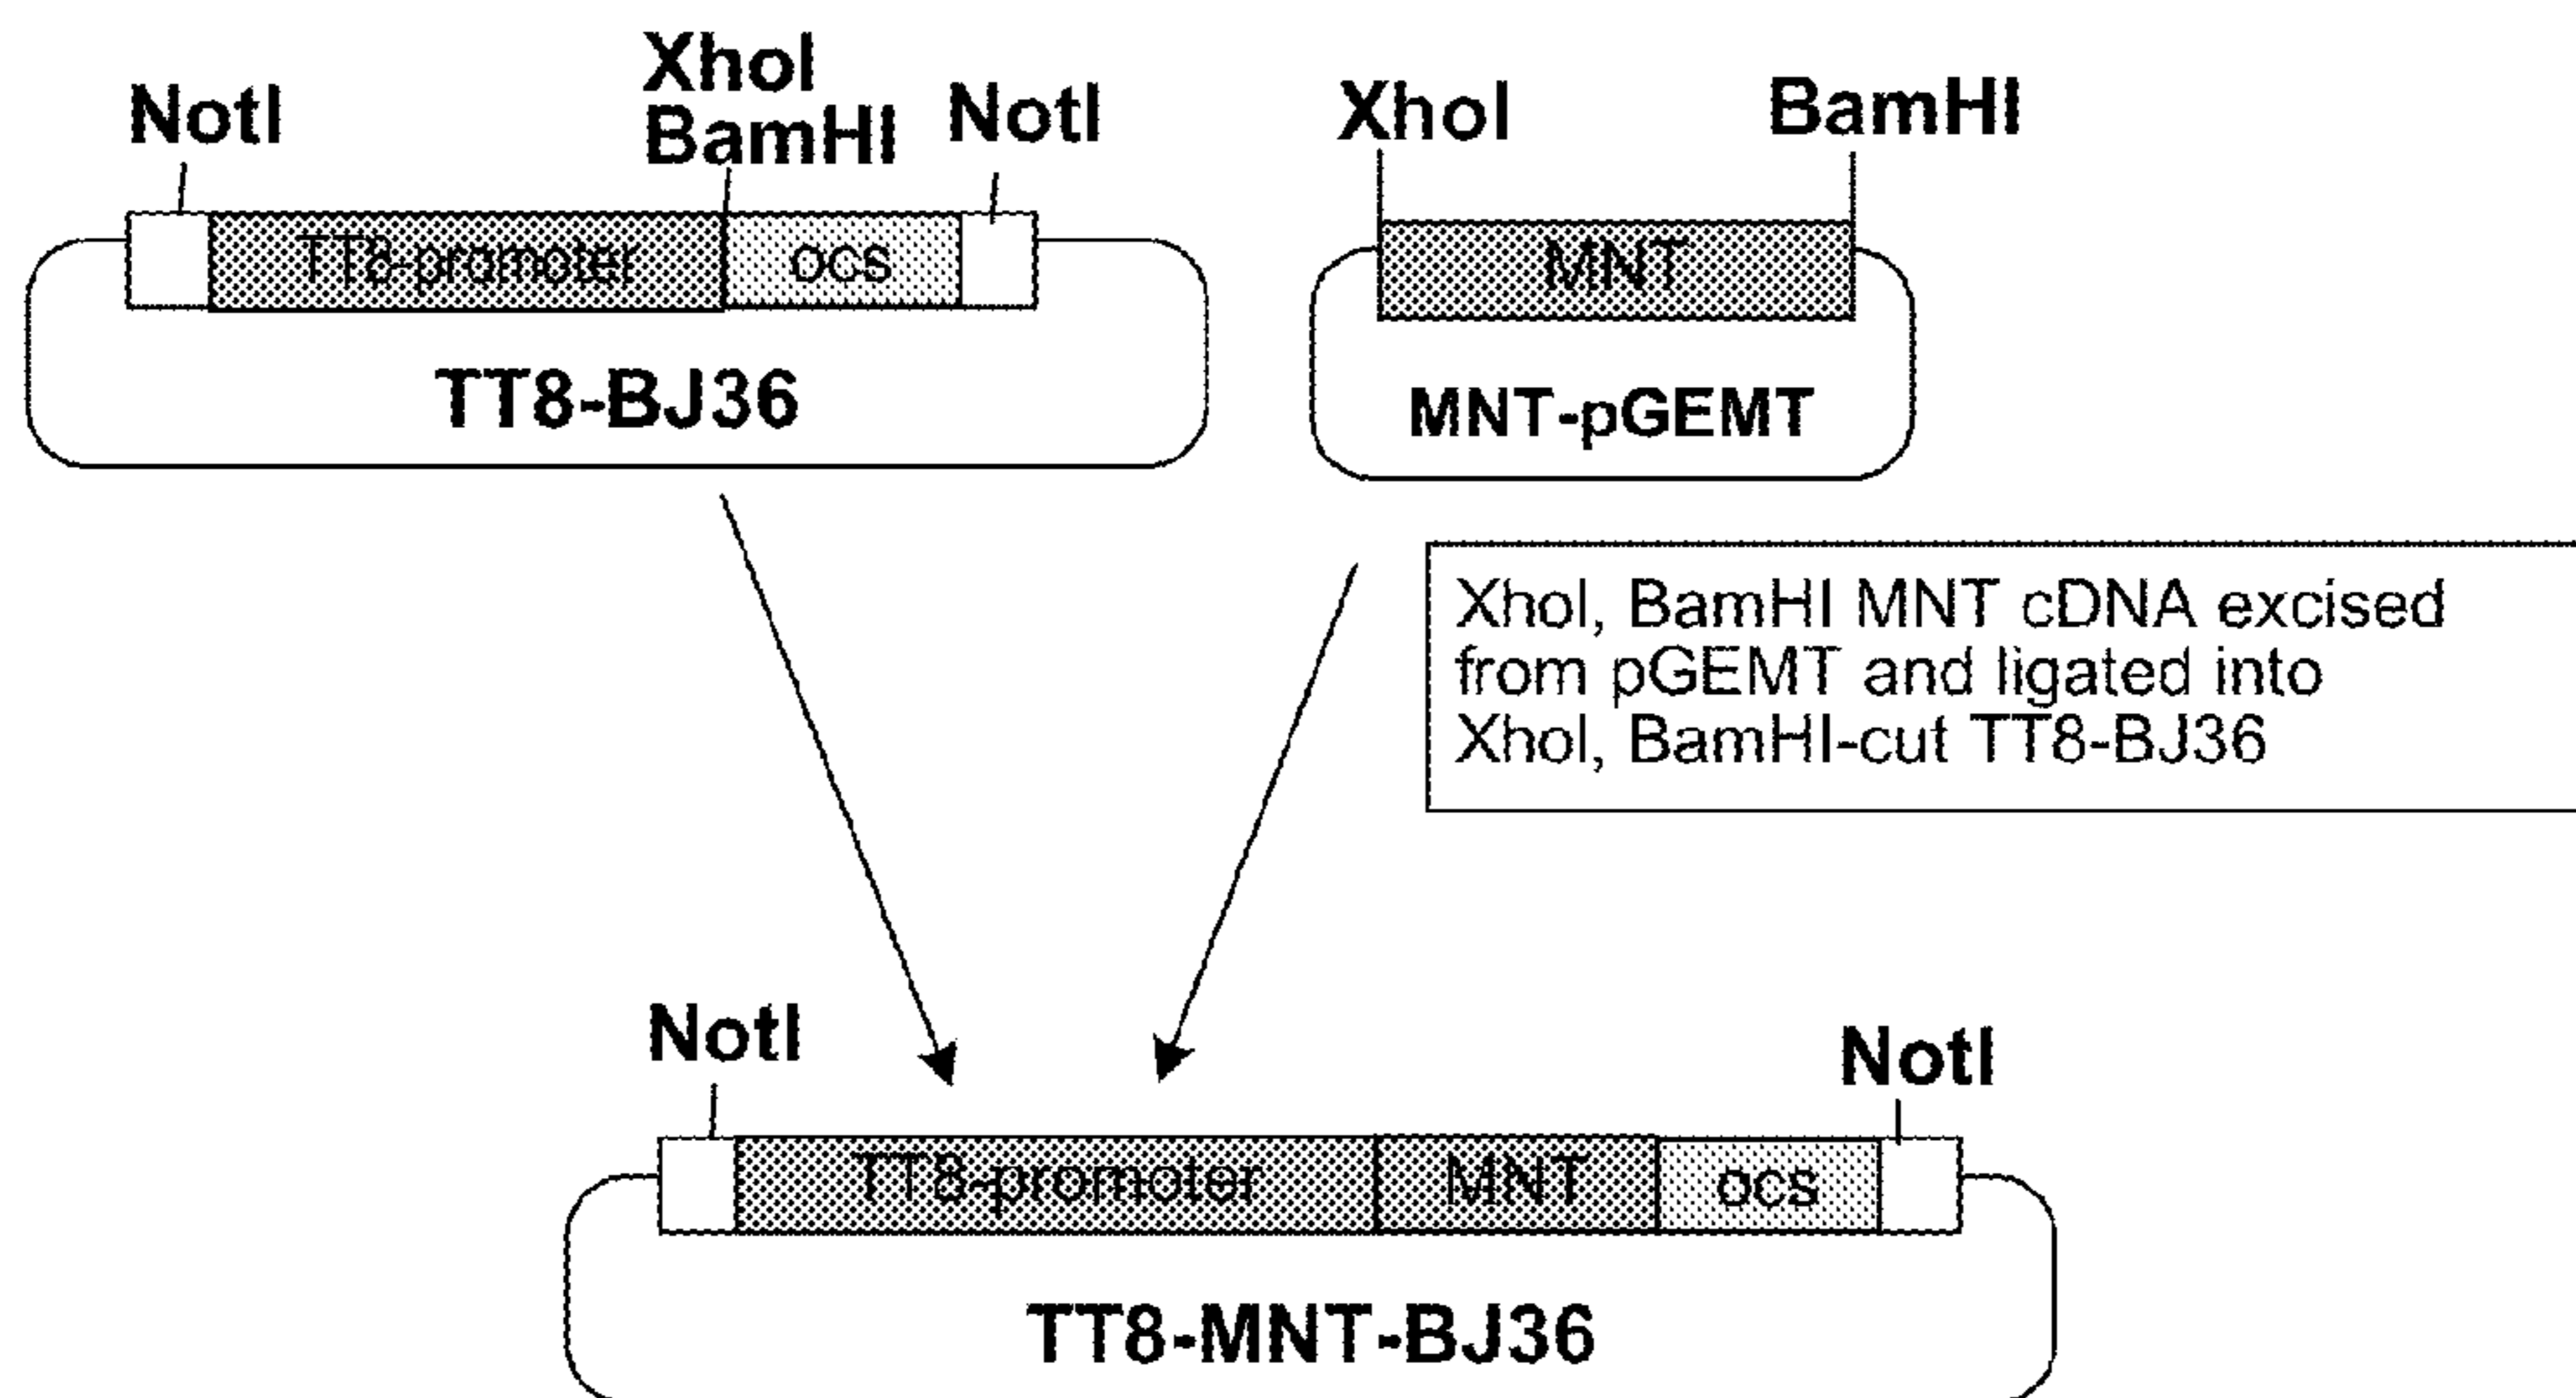 XhoI
NotI
BamHI
NotI
XhoI
BamHI
TT8-promoter
ocs
MNT
TT8-BJ36
MNT-pGEMT
XhoI, BamHI MNT cDNA excised
from pGEMT and ligated into
XhoI, BamHI-cut TT8-BJ36
NotI
NotI
TT8-promoter
MNT
ocs
TT8-MNT-BJ36